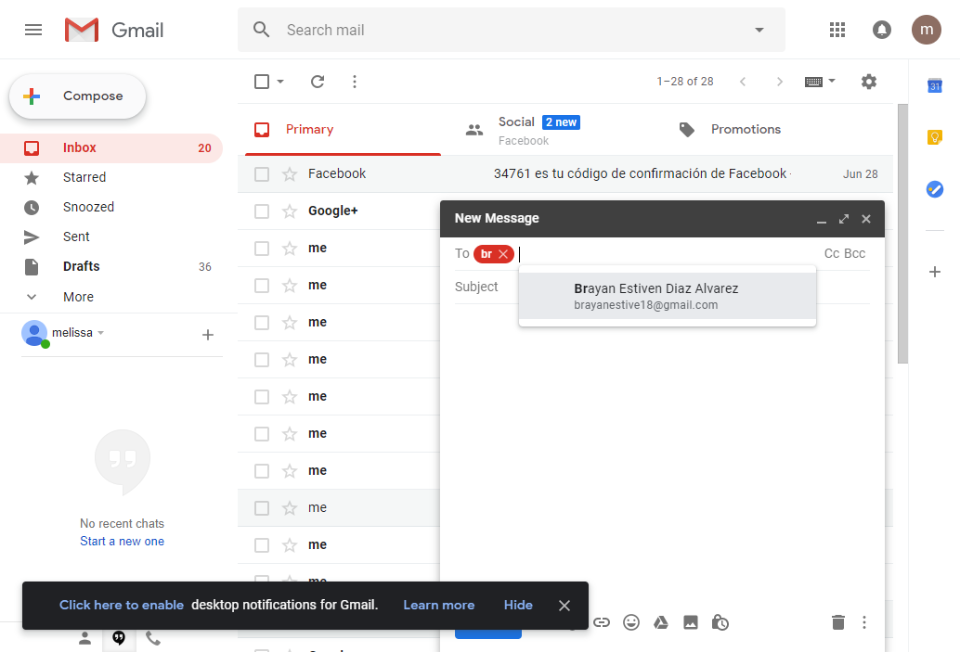 Gmail
Search mail
m
Compose
1–28 of 28
31
Primary
Social 2 new
Facebook
Promotions
Inbox 20
Starred
Snoozed
Sent
Drafts 36
More
melissa
No recent chats
Start a new one
Facebook 34761 es tu código de confirmación de Facebook Jun 28
Google+
me
me
me
me
me
me
me
me
me
me
New Message
To br Cc Bcc
Subject
Brayan Estiven Diaz Alvarez
brayanestive18@gmail.com
Click here to enable desktop notifications for Gmail. Learn more Hide